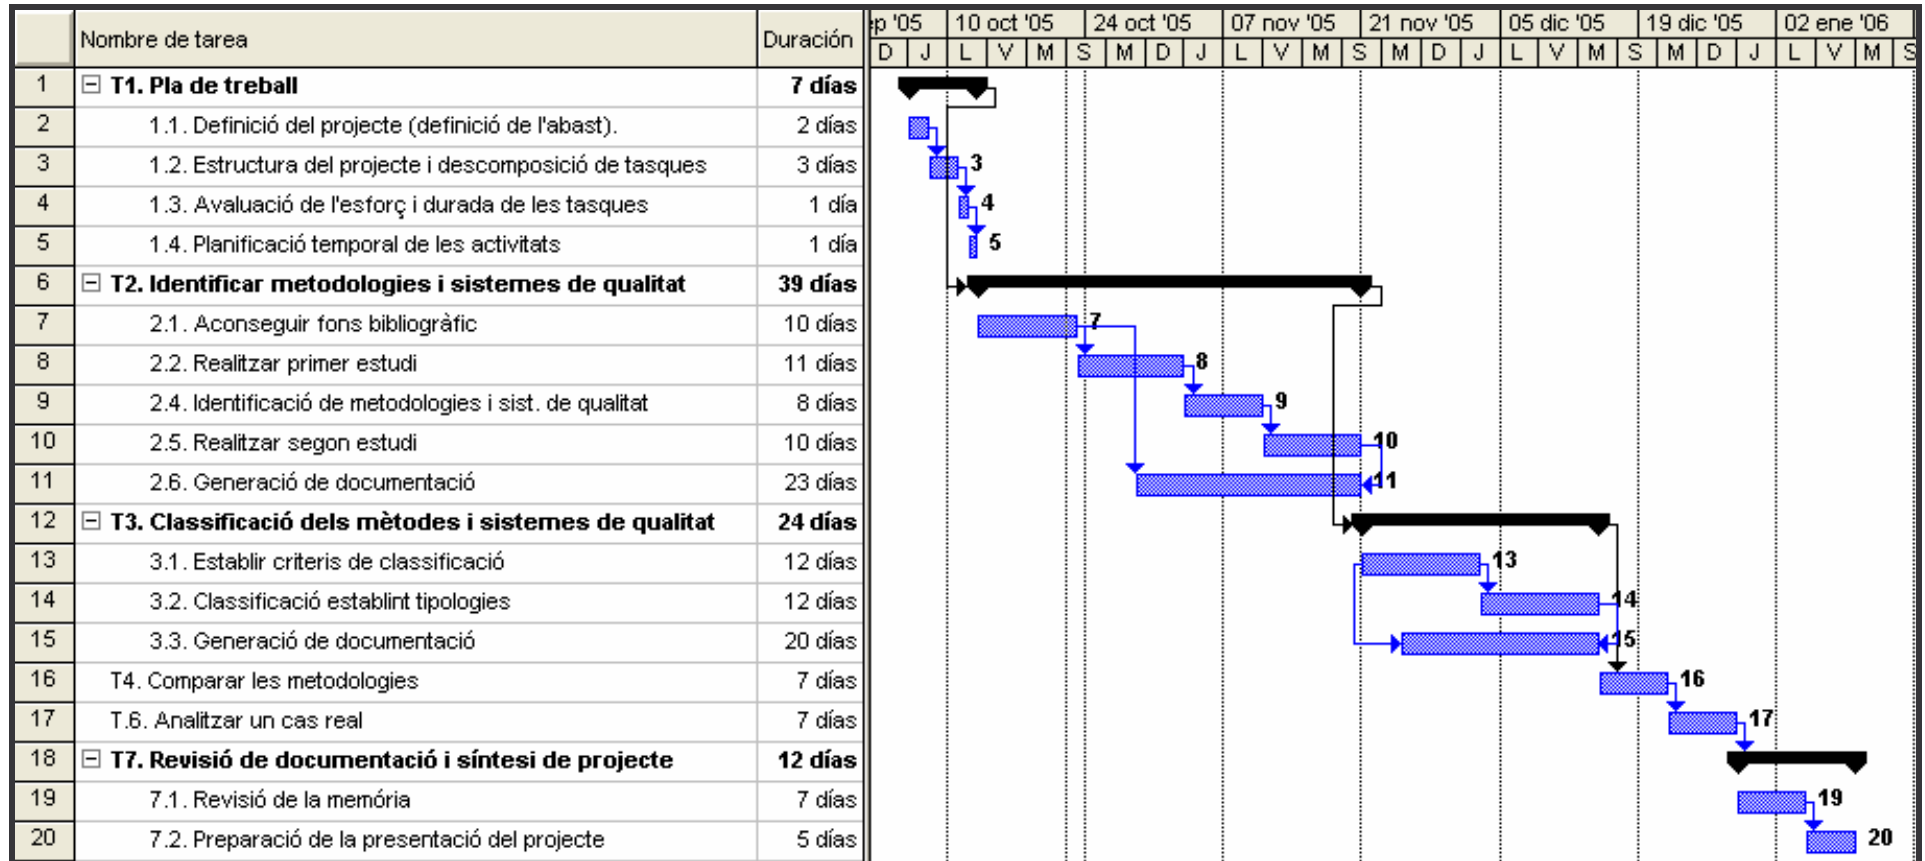 Nombre de tarea Duración ep '05 10 oct '05 24 oct '05 07 nov '05 21 nov '05 05 dic '05 19 dic '05 02 ene '06
D J L V M S M D J L V M S M D J L V M S M D J L V M S
1 T1. Pla de treball 7 días
2 1.1. Definició del projecte (definició de l'abast). 2 días
3 1.2. Estructura del projecte i descomposició de tasques 3 días 3
4 1.3. Avaluació de l'esforç i durada de les tasques 1 día 4
5 1.4. Planificació temporal de les activitats 1 día 5
6 T2. Identificar metodologies i sistemes de qualitat 39 días
7 2.1. Aconseguir fons bibliogràfic 10 días 7
8 2.2. Realitzar primer estudi 11 días 8
9 2.4. Identificació de metodologies i sist. de qualitat 8 días 9
10 2.5. Realitzar segon estudi 10 días 10
11 2.6. Generació de documentació 23 días 11
12 T3. Classificació dels mètodes i sistemes de qualitat 24 días
13 3.1. Establir criteris de classificació 12 días 13
14 3.2. Classificació establint tipologies 12 días 14
15 3.3. Generació de documentació 20 días 15
16 T4. Comparar les metodologies 7 días 16
17 T.6. Analitzar un cas real 7 días 17
18 T7. Revisió de documentació i síntesi de projecte 12 días
19 7.1. Revisió de la memória 7 días 19
20 7.2. Preparació de la presentació del projecte 5 días 20